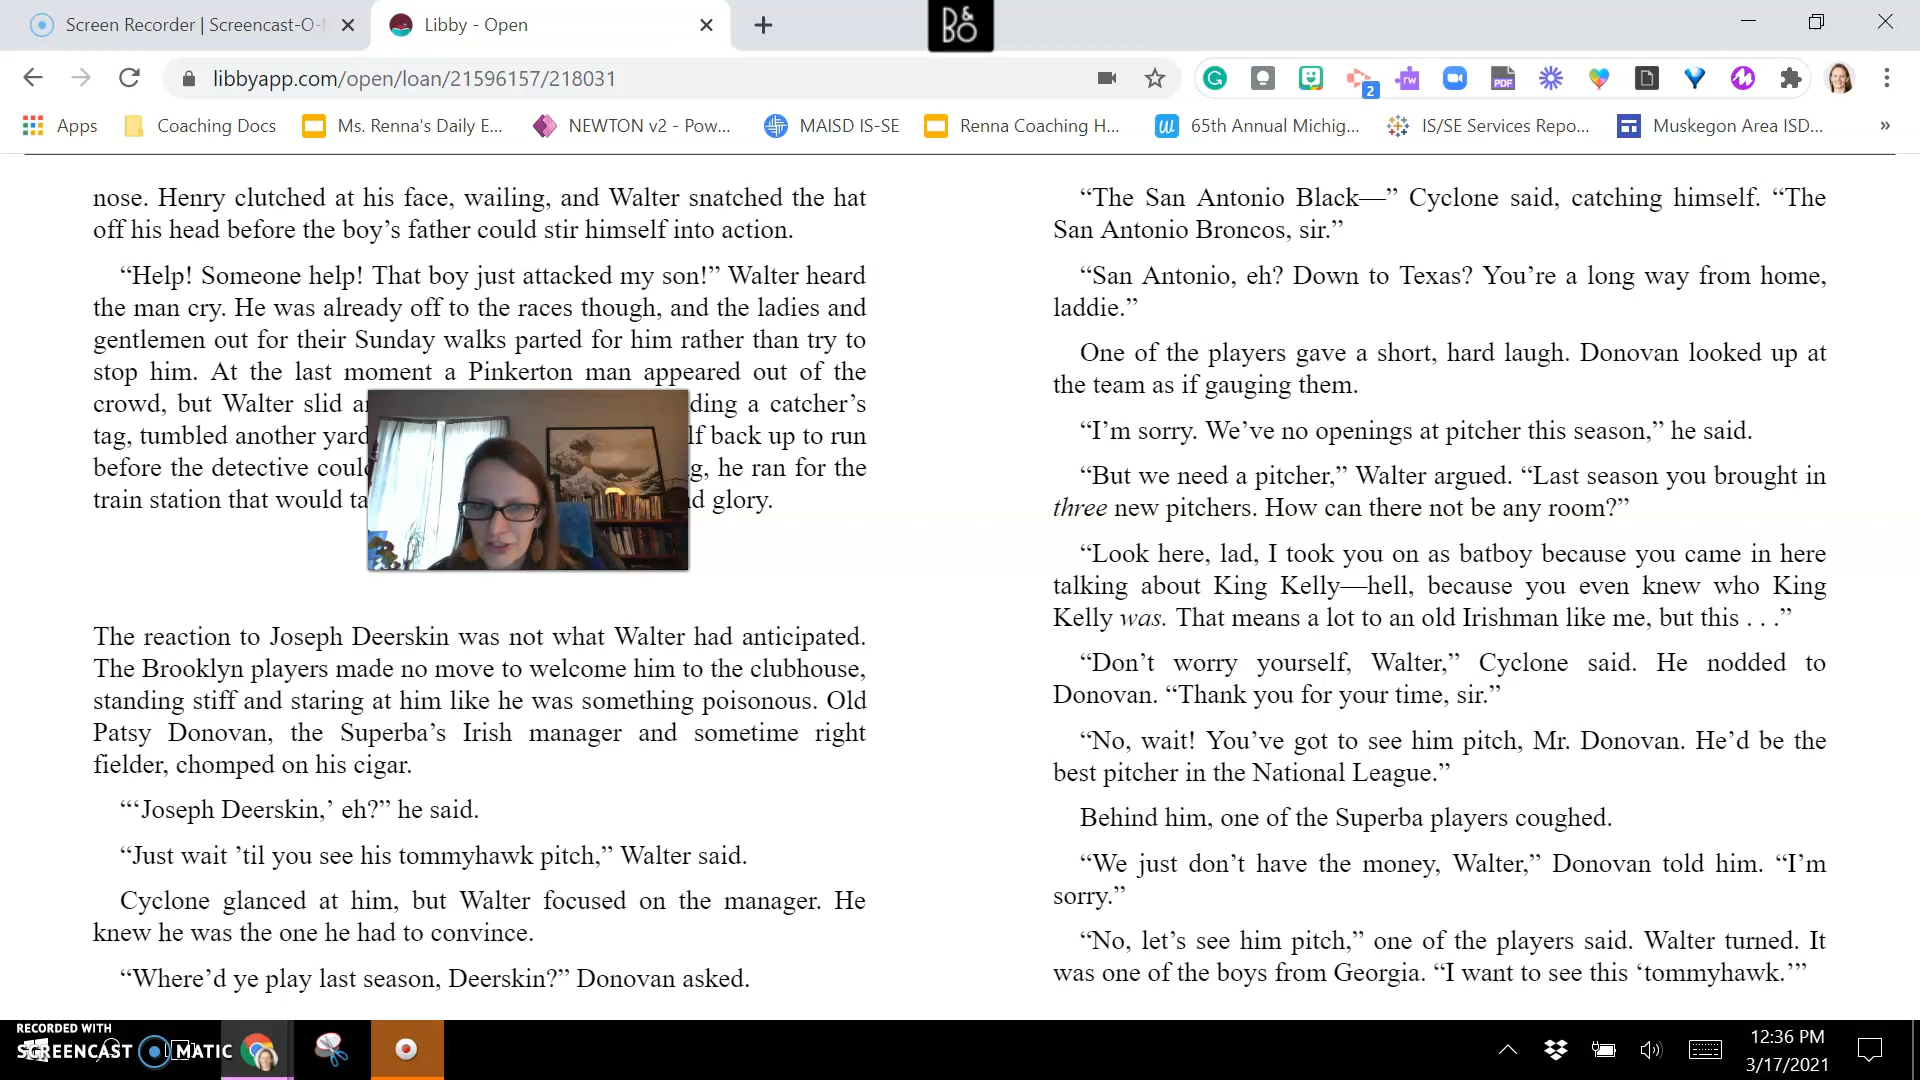 Screen Recorder | Screencast-O-
Libby - Open
B&O
libbyapp.com/open/loan/21596157/218031
rw
PDF
2
Apps
Coaching Docs
Ms. Renna's Daily E...
NEWTON v2 - Pow...
MAISD IS-SE
Renna Coaching H...
65th Annual Michig...
IS/SE Services Repo...
Muskegon Area ISD...
»
nose. Henry clutched at his face, wailing, and Walter snatched the hat
off his head before the boy’s father could stir himself into action.
“Help! Someone help! That boy just attacked my son!” Walter heard
the man cry. He was already off to the races though, and the ladies and
gentlemen out for their Sunday walks parted for him rather than try to
stop him. At the last moment a Pinkerton man appeared out of the
crowd, but Walter slid a ding a catcher’s
tag, tumbled another yard lf back up to run
before the detective coul g, he ran for the
train station that would ta d glory.
The reaction to Joseph Deerskin was not what Walter had anticipated.
The Brooklyn players made no move to welcome him to the clubhouse,
standing stiff and staring at him like he was something poisonous. Old
Patsy Donovan, the Superba’s Irish manager and sometime right
fielder, chomped on his cigar.
“‘Joseph Deerskin,’ eh?” he said.
“Just wait ’til you see his tommyhawk pitch,” Walter said.
Cyclone glanced at him, but Walter focused on the manager. He
knew he was the one he had to convince.
“Where’d ye play last season, Deerskin?” Donovan asked.
“The San Antonio Black—” Cyclone said, catching himself. “The
San Antonio Broncos, sir.”
“San Antonio, eh? Down to Texas? You’re a long way from home,
laddie.”
One of the players gave a short, hard laugh. Donovan looked up at
the team as if gauging them.
“I’m sorry. We’ve no openings at pitcher this season,” he said.
“But we need a pitcher,” Walter argued. “Last season you brought in
three new pitchers. How can there not be any room?”
“Look here, lad, I took you on as batboy because you came in here
talking about King Kelly—hell, because you even knew who King
Kelly was. That means a lot to an old Irishman like me, but this . . .”
“Don’t worry yourself, Walter,” Cyclone said. He nodded to
Donovan. “Thank you for your time, sir.”
“No, wait! You’ve got to see him pitch, Mr. Donovan. He’d be the
best pitcher in the National League.”
Behind him, one of the Superba players coughed.
“We just don’t have the money, Walter,” Donovan told him. “I’m
sorry.”
“No, let’s see him pitch,” one of the players said. Walter turned. It
was one of the boys from Georgia. “I want to see this ‘tommyhawk.’”
RECORDED WITH
SCREENCAST MATIC
12:36 PM
3/17/2021